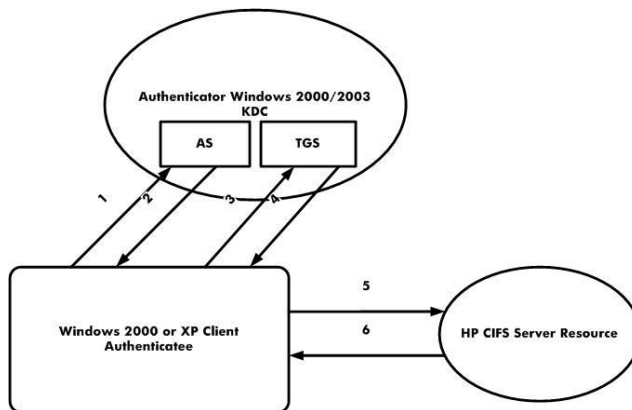 Authenticator Windows 2000/2003
KDC
AS
TGS
1
2
3
4
5
6
Windows 2000 or XP Client
Authenticatee
HP CIFS Server Resource